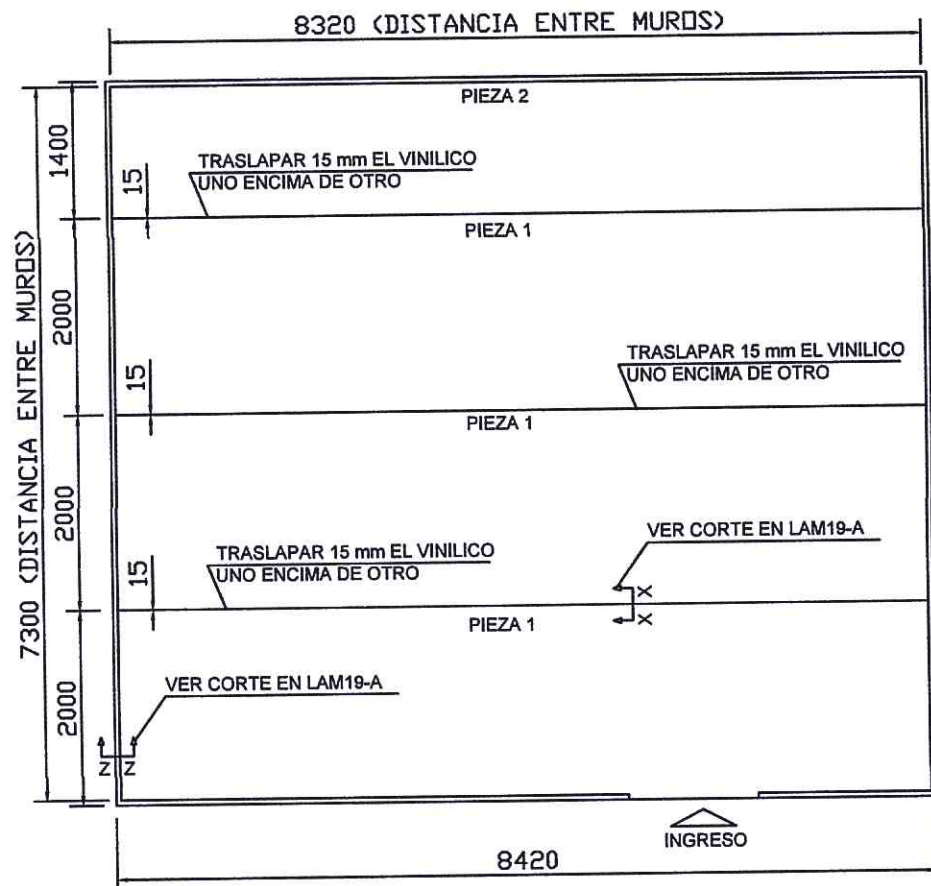 8320 (DISTANCIA ENTRE MUROS)
PIEZA 2
1400
TRASLAPAR 15 mm EL VINILICO
UNO ENCIMA DE OTRO
15
PIEZA 1
7300 (DISTANCIA ENTRE MUROS)
2000
TRASLAPAR 15 mm EL VINILICO
UNO ENCIMA DE OTRO
15
PIEZA 1
2000
VER CORTE EN LAM19-A
TRASLAPAR 15 mm EL VINILICO
UNO ENCIMA DE OTRO
15
X
X
PIEZA 1
VER CORTE EN LAM19-A
2000
Z Z
INGRESO
8420